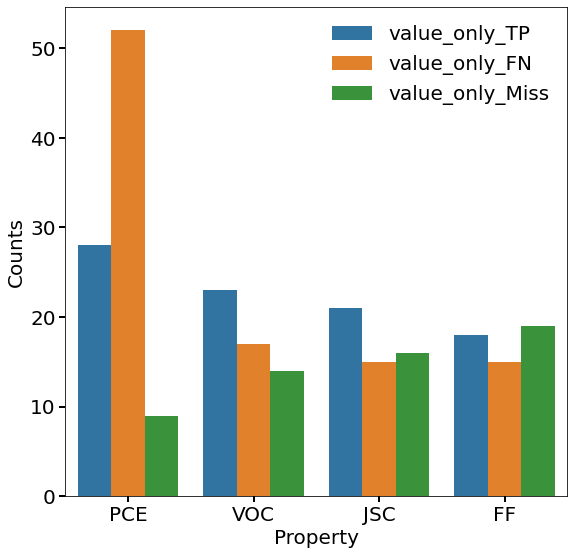 50
40
30
20
10
0
Counts
value_only_TP
value_only_FN
value_only_Miss
PCE VOC JSC FF
Property